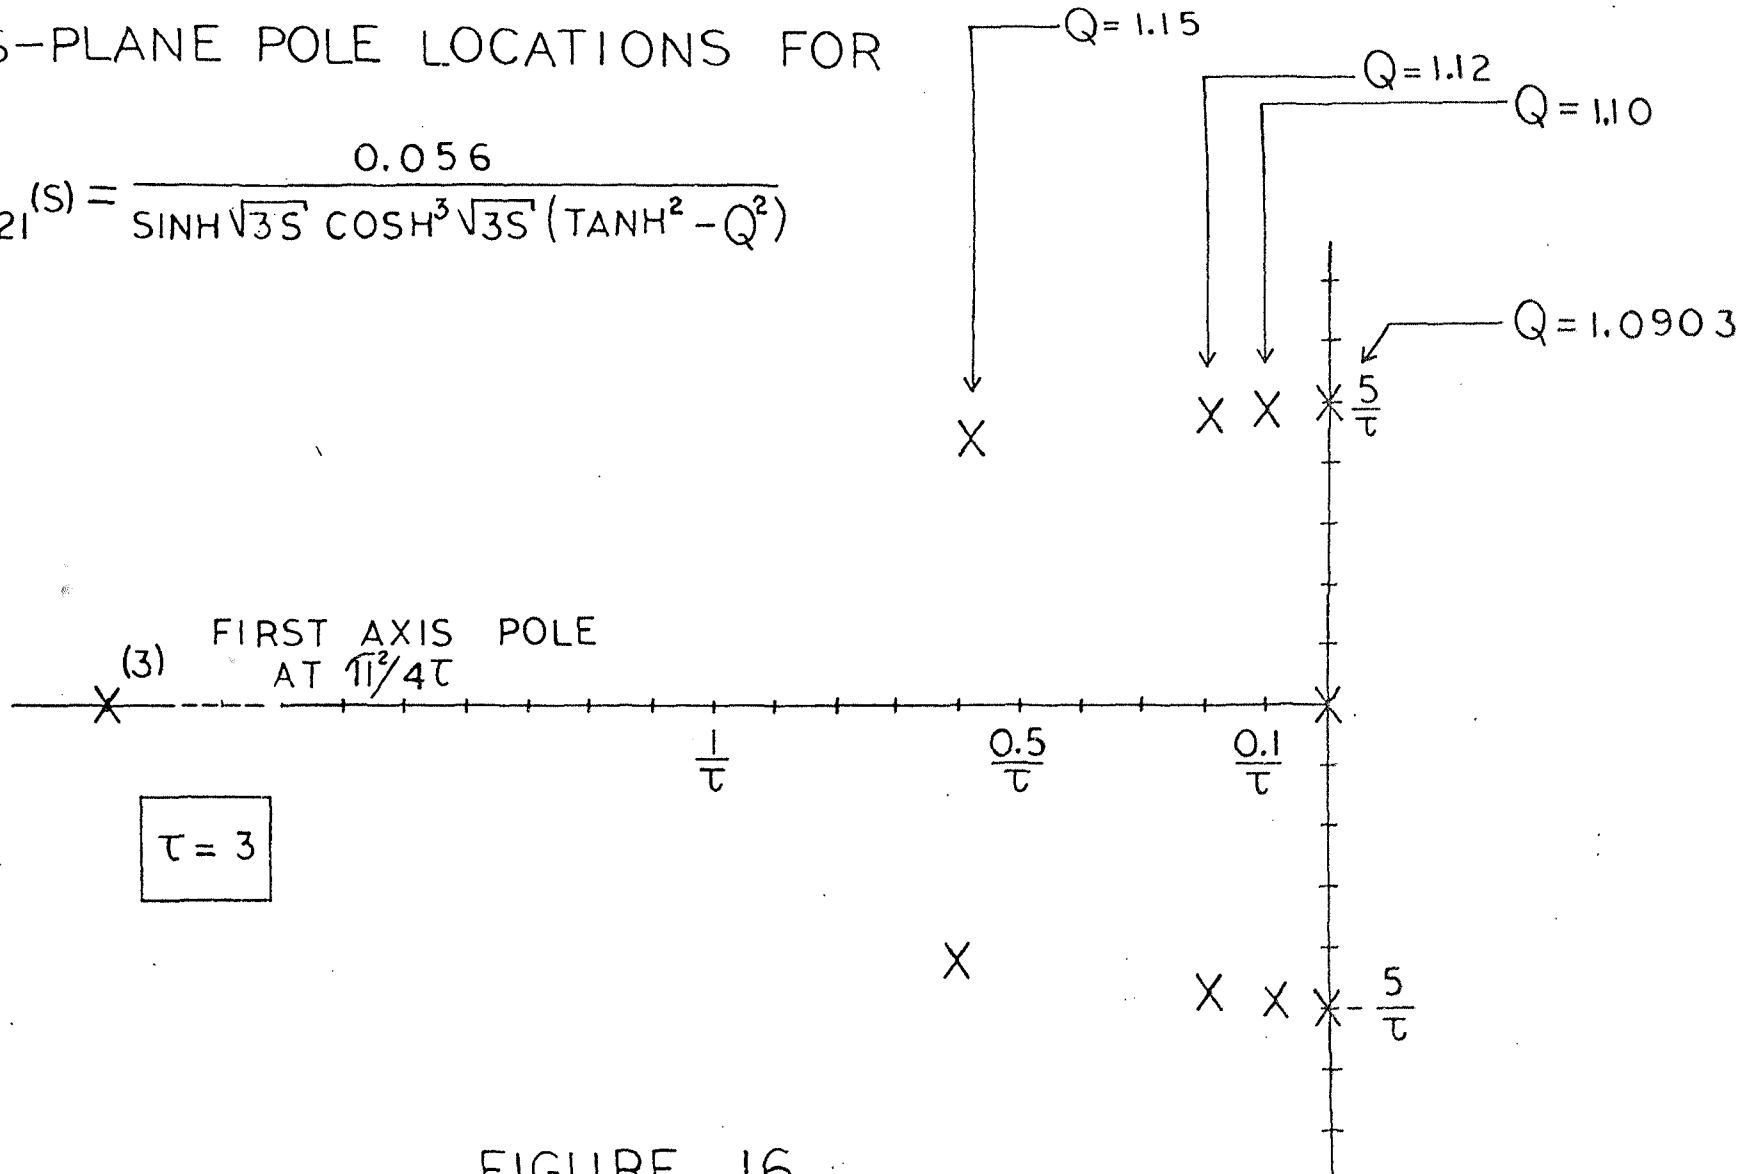 S-PLANE POLE LOCATIONS FOR
21(S) = 0.056
SINH √3S COSH³ √3S (TANH² - Q²)
Q = 1.15
Q = 1.12
Q = 1.10
Q = 1.0903
5/τ
(3)
FIRST AXIS POLE
AT π²/4τ
1/τ
0.5/τ
0.1/τ
τ = 3
- 5/τ
FIGURE 16